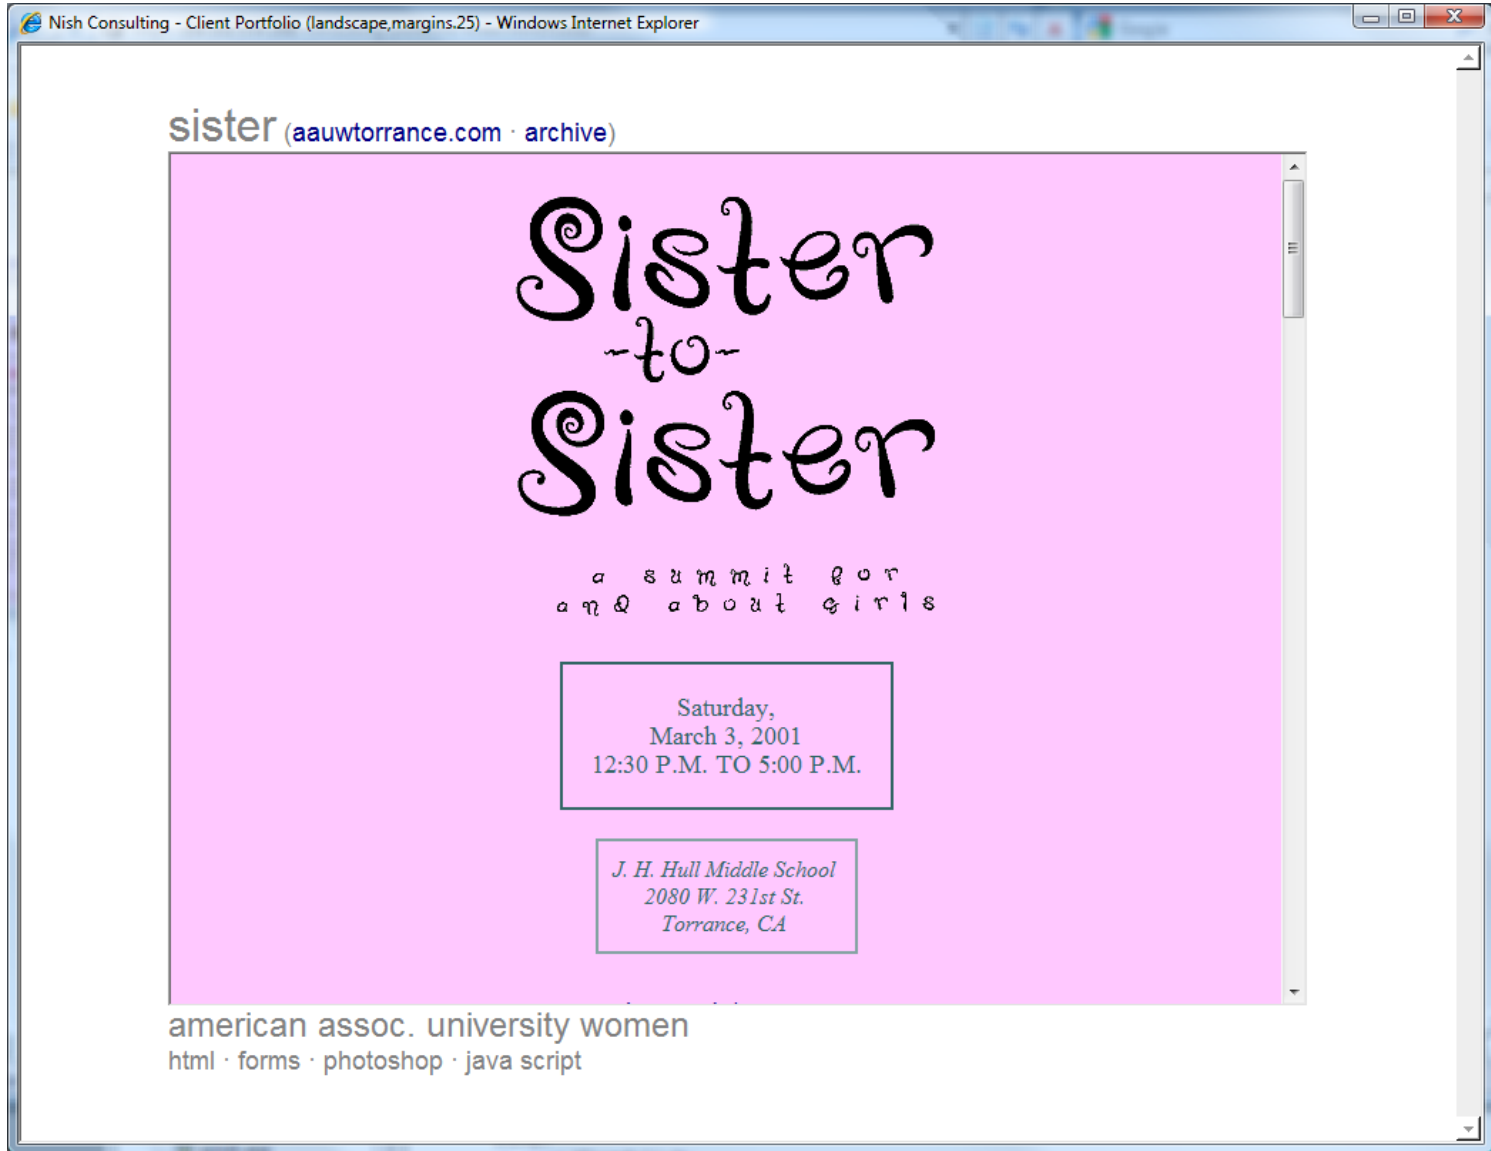 Nish Consulting - Client Portfolio (landscape,margins.25) - Windows Internet Explorer
sister (aauwtorrance.com · archive)
Sister
~to~
Sister
a summit for
and about girls
Saturday,
March 3, 2001
12:30 P.M. TO 5:00 P.M.
J. H. Hull Middle School
2080 W. 231st St.
Torrance, CA
american assoc. university women
html · forms · photoshop · java script